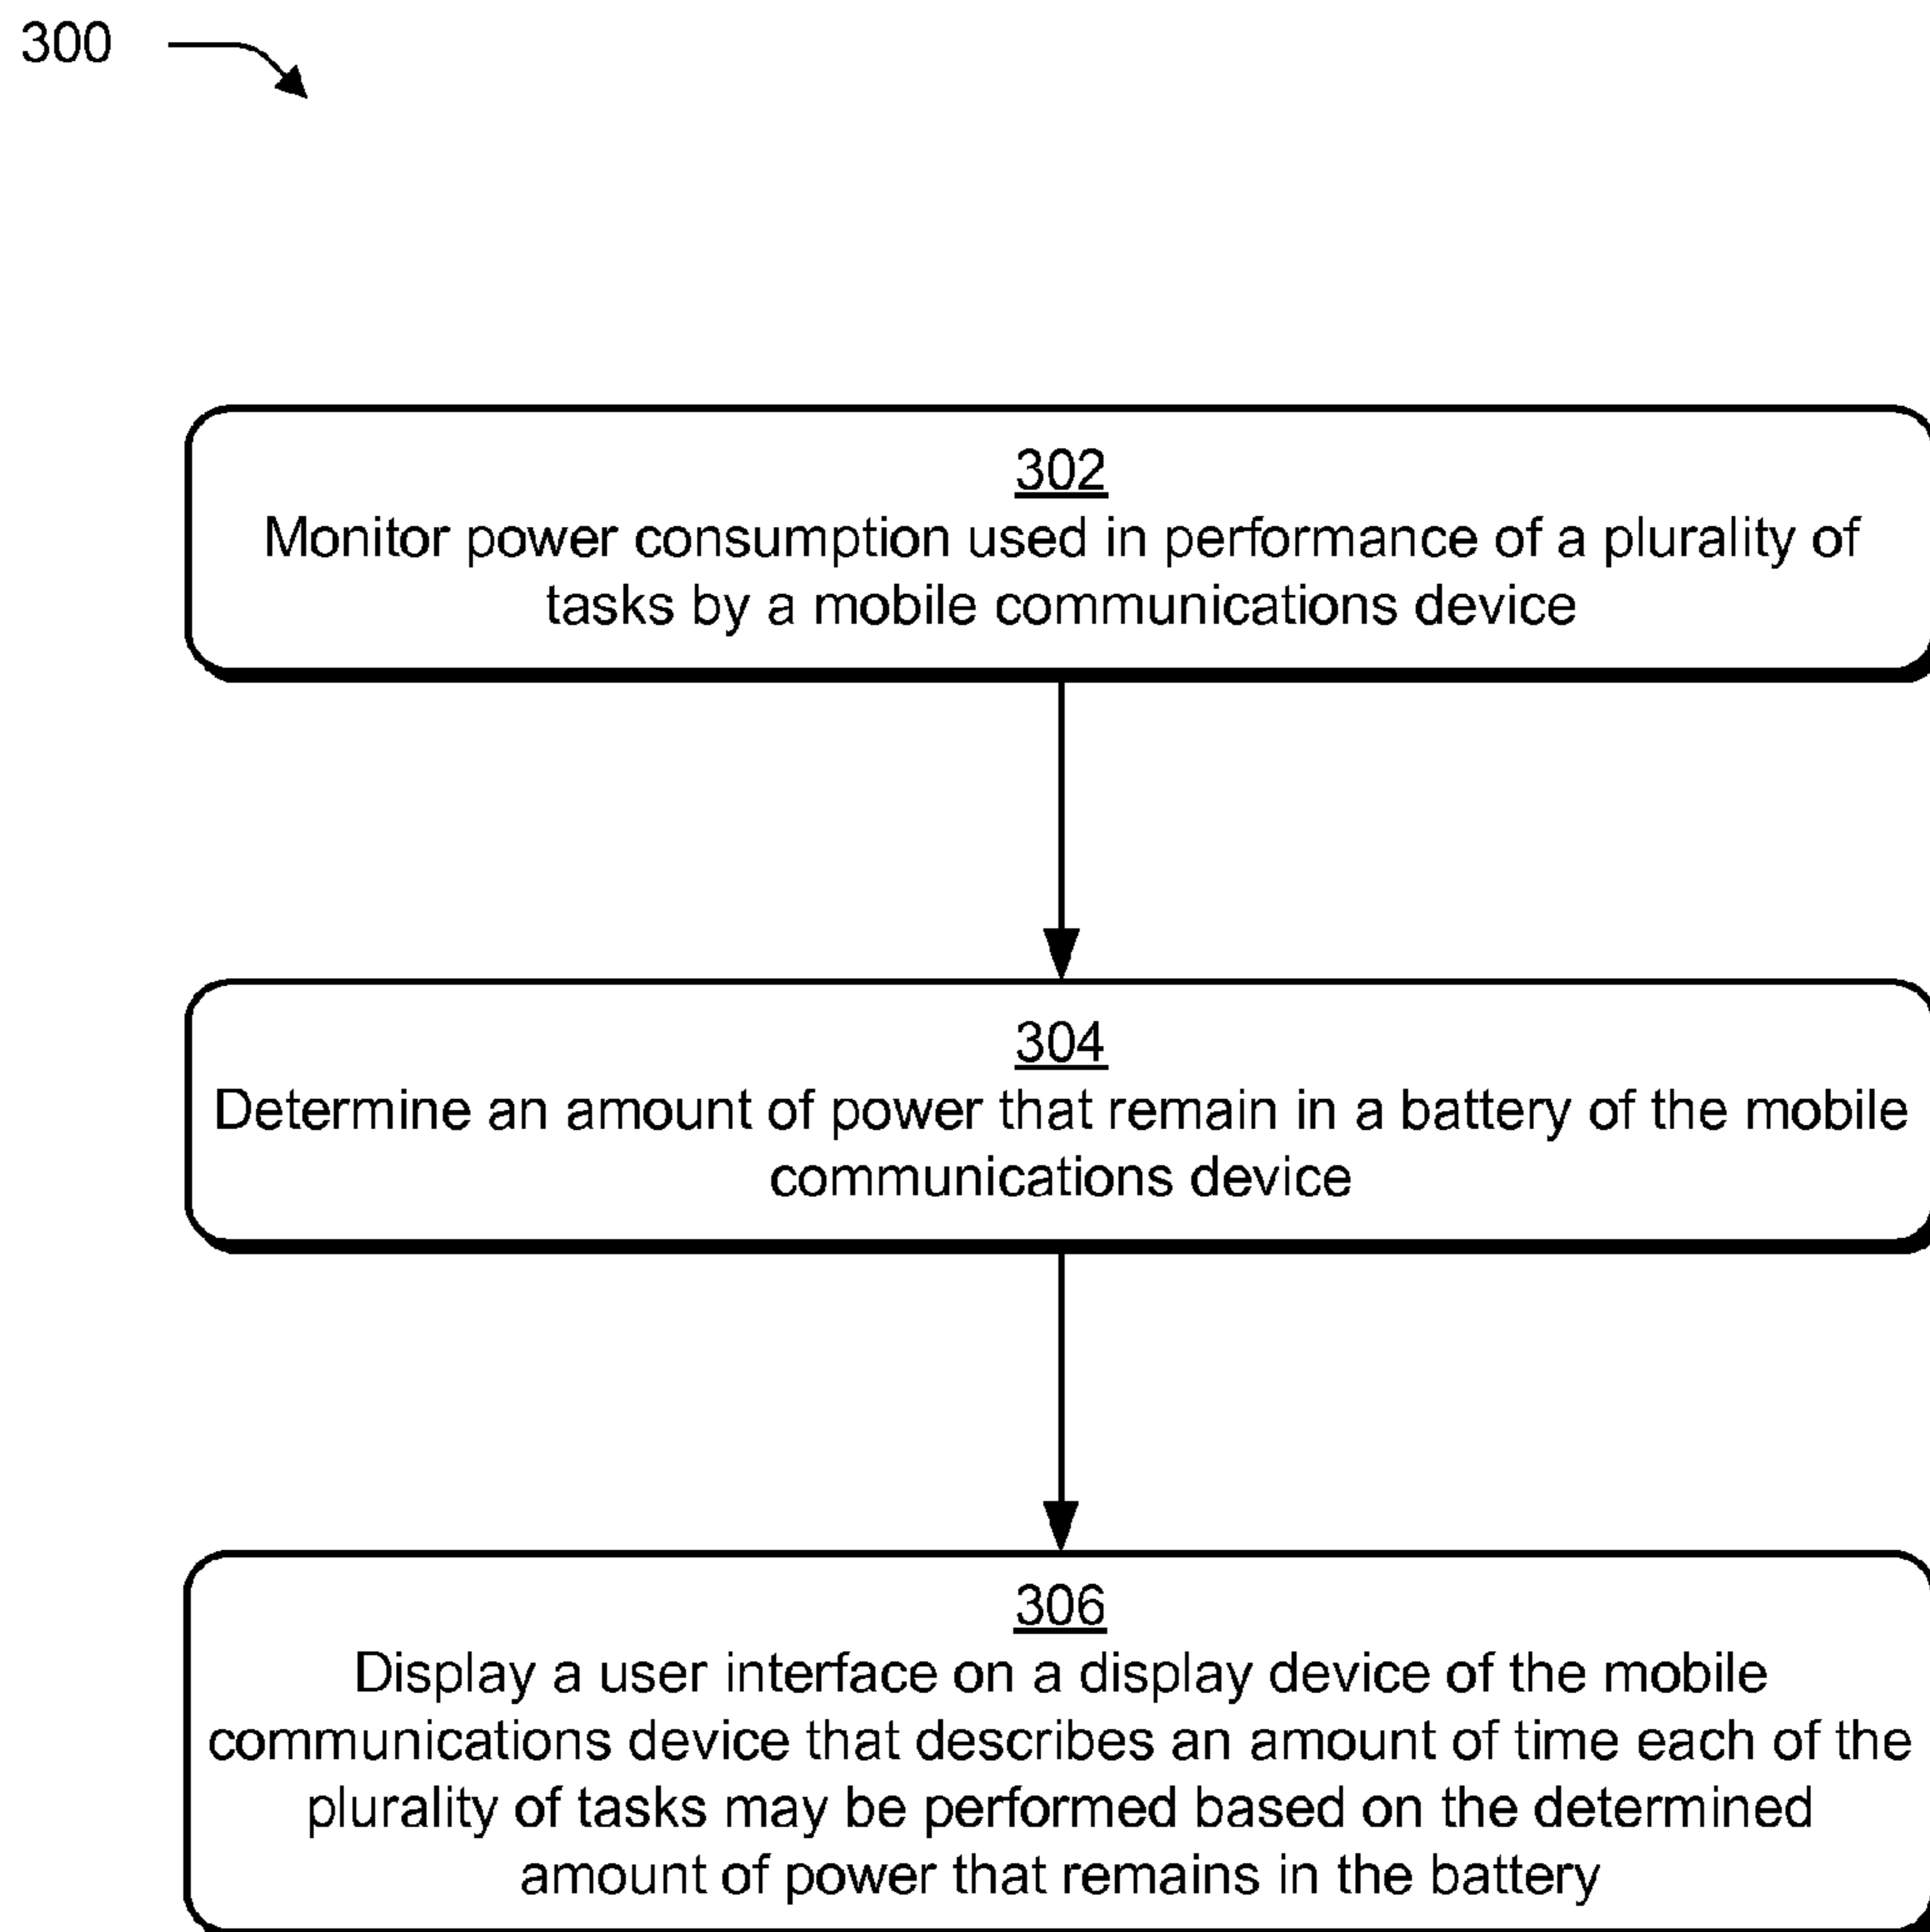 300
302
Monitor power consumption used in performance of a plurality of
tasks by a mobile communications device
304
Determine an amount of power that remain in a battery of the mobile
communications device
306
Display a user interface on a display device of the mobile
communications device that describes an amount of time each of the
plurality of tasks may be performed based on the determined
amount of power that remains in the battery